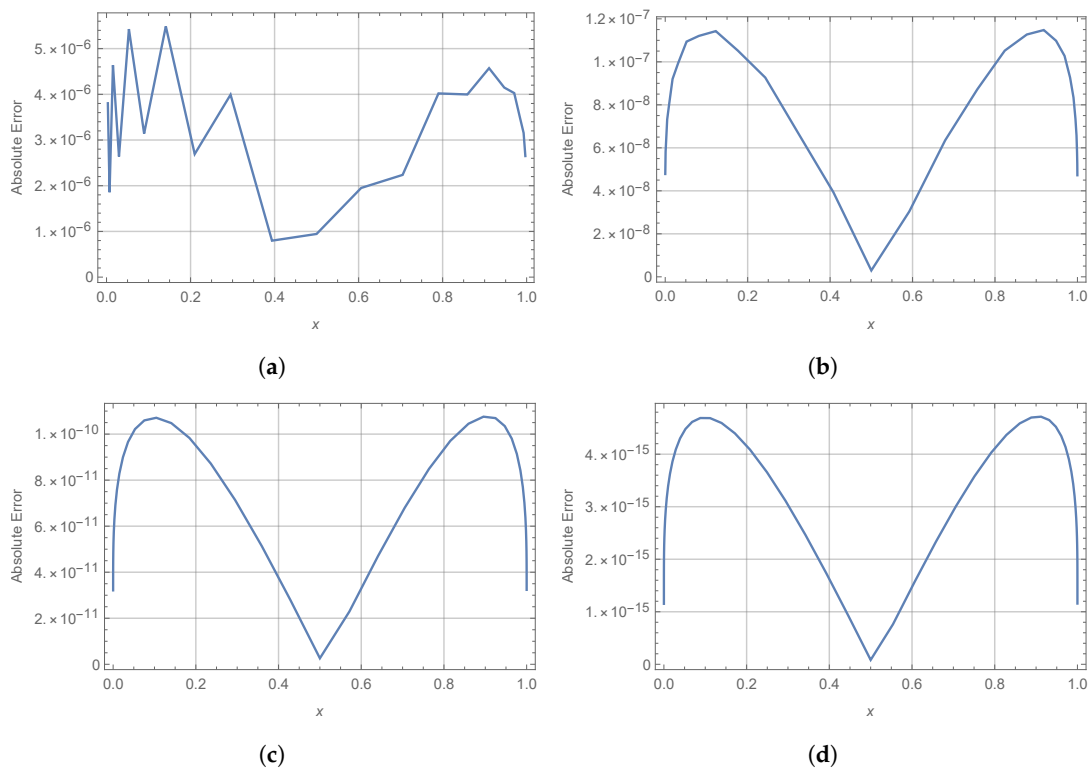 5. × 10⁻⁶
4. × 10⁻⁶
3. × 10⁻⁶
2. × 10⁻⁶
1. × 10⁻⁶
0
Absolute Error
0.0 0.2 0.4 0.6 0.8 1.0
x
(a)
1.2 × 10⁻⁷
1. × 10⁻⁷
8. × 10⁻⁸
6. × 10⁻⁸
4. × 10⁻⁸
2. × 10⁻⁸
0
Absolute Error
0.0 0.2 0.4 0.6 0.8 1.0
x
(b)
1. × 10⁻¹⁰
8. × 10⁻¹¹
6. × 10⁻¹¹
4. × 10⁻¹¹
2. × 10⁻¹¹
0
Absolute Error
0.0 0.2 0.4 0.6 0.8 1.0
x
(c)
4. × 10⁻¹⁵
3. × 10⁻¹⁵
2. × 10⁻¹⁵
1. × 10⁻¹⁵
0
Absolute Error
0.0 0.2 0.4 0.6 0.8 1.0
x
(d)